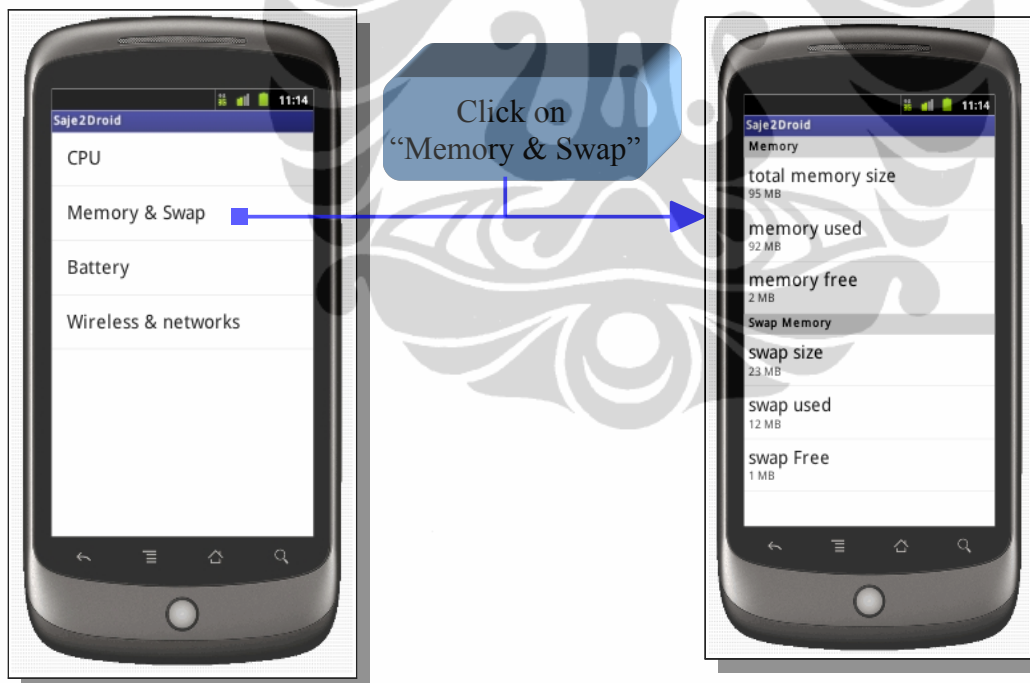 11:14
Saje2Droid
CPU
Memory & Swap
Battery
Wireless & networks
Click on
“Memory & Swap”
11:14
Saje2Droid
Memory
total memory size
95 MB
memory used
92 MB
memory free
2 MB
Swap Memory
swap size
23 MB
swap used
12 MB
swap Free
1 MB